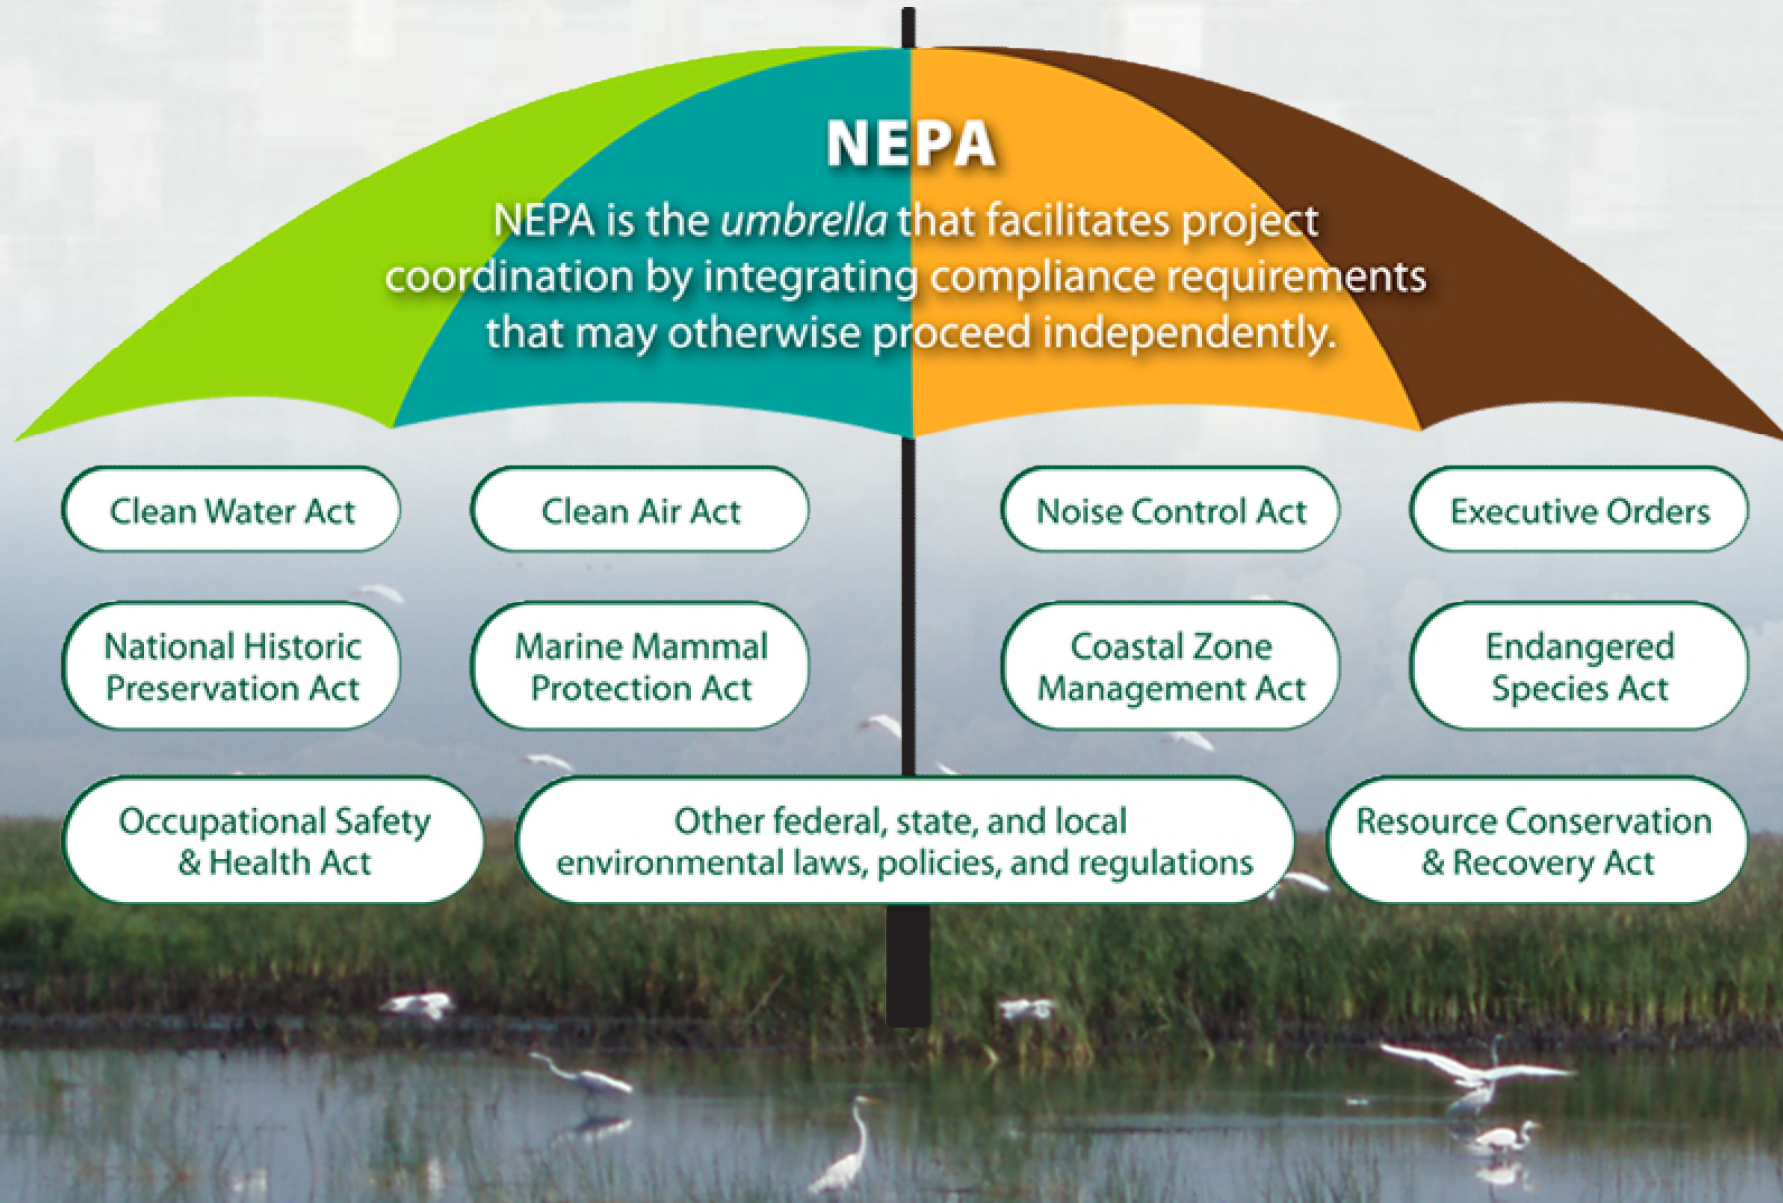 NEPA
NEPA is the umbrella that facilitates project
coordination by integrating compliance requirements
that may otherwise proceed independently.
Clean Water Act
Clean Air Act
Noise Control Act
Executive Orders
National Historic
Preservation Act
Marine Mammal
Protection Act
Coastal Zone
Management Act
Endangered
Species Act
Occupational Safety
& Health Act
Other federal, state, and local
environmental laws, policies, and regulations
Resource Conservation
& Recovery Act